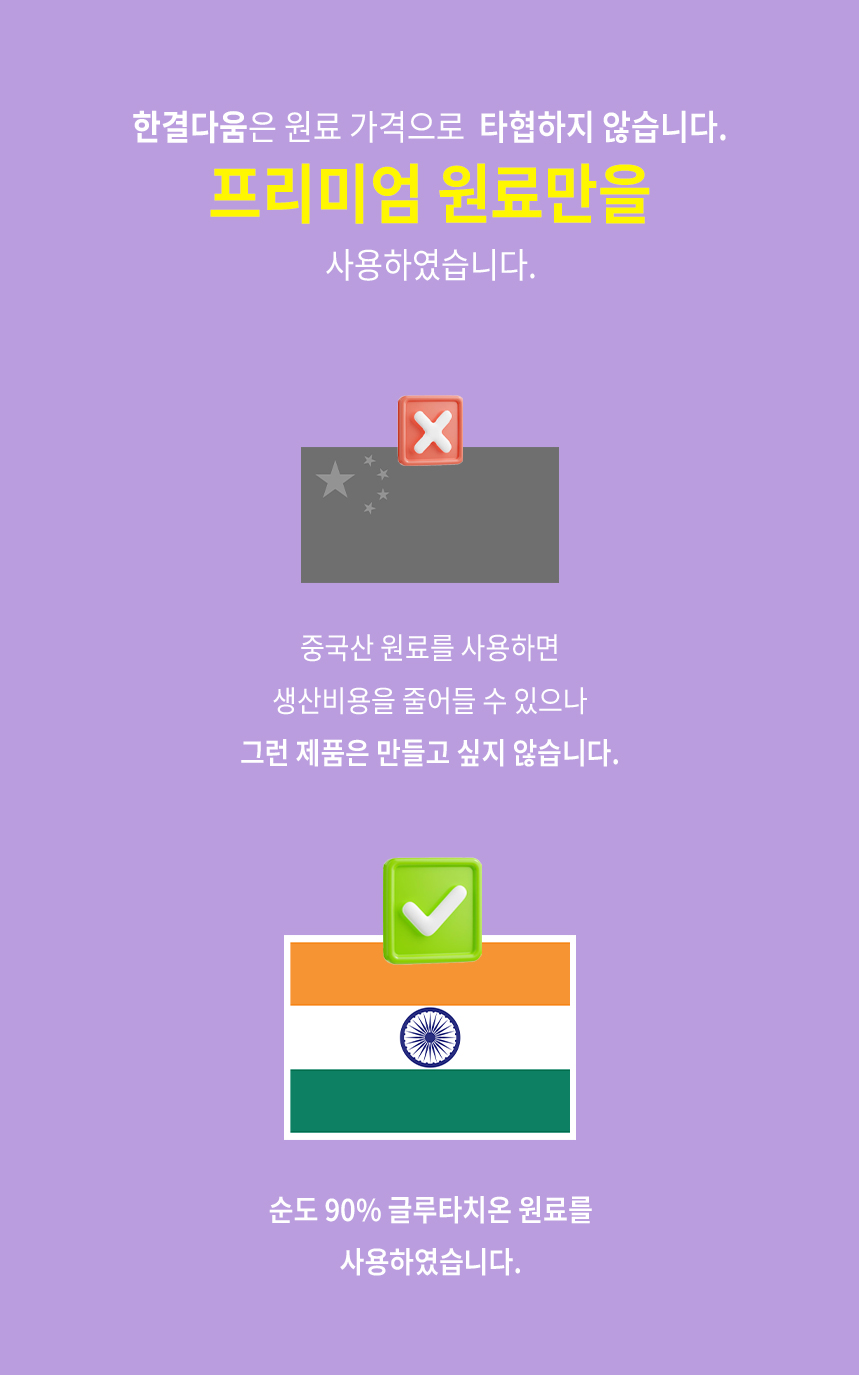 한결다움은 원료 가격으로 타협하지 않습니다.
프리미엄 원료만을
사용하였습니다.
중국산 원료를 사용하면
생산비용을 줄어들 수 있으나
그런 제품은 만들고 싶지 않습니다.
순도 90% 글루타치온 원료를
사용하였습니다.